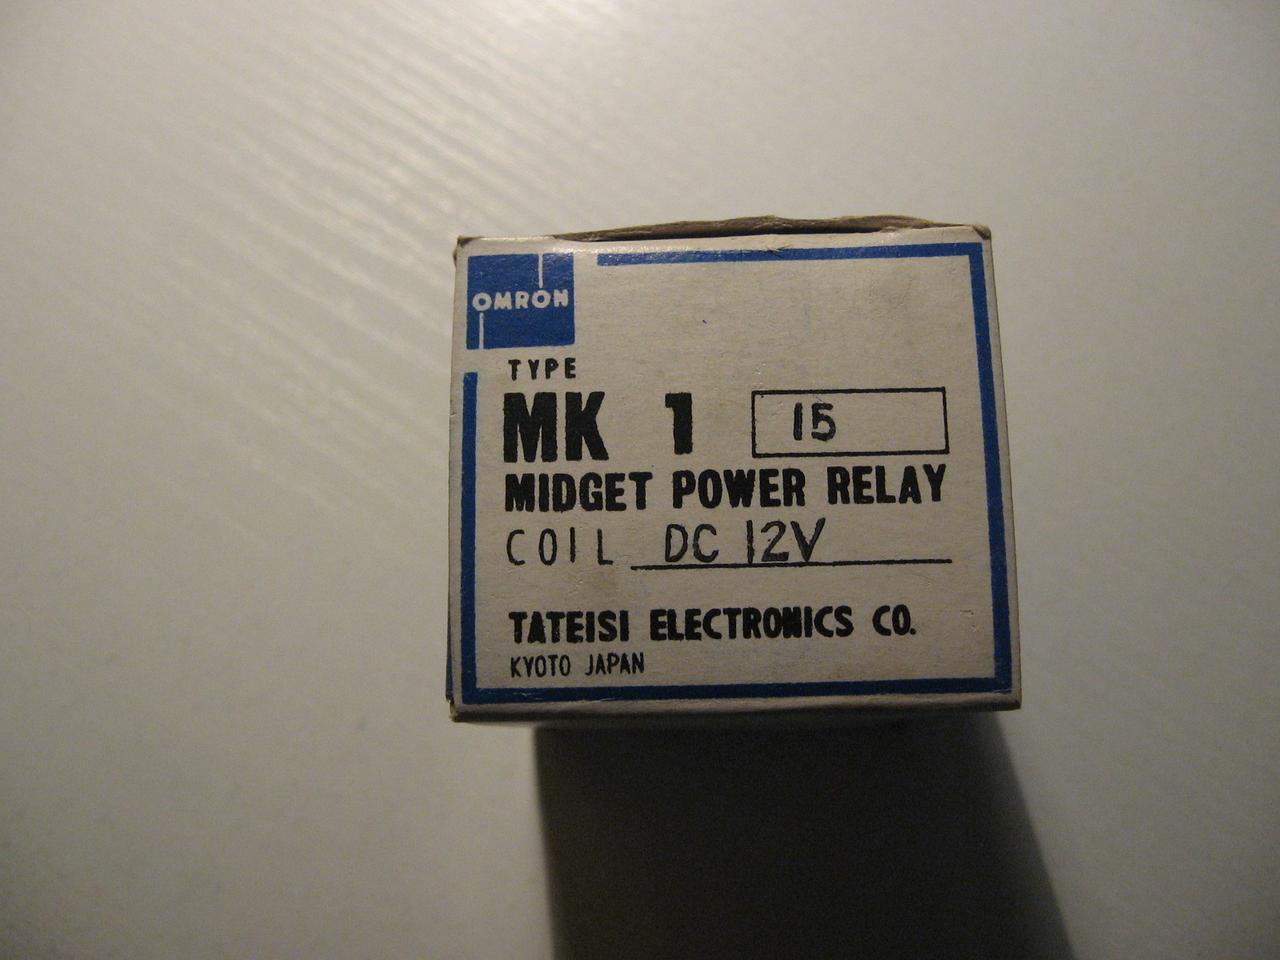 OMRON
TYPE
MK 1 15
MIDGET POWER RELAY
COIL DC 12V
TATEISI ELECTRONICS CO.
KYOTO JAPAN